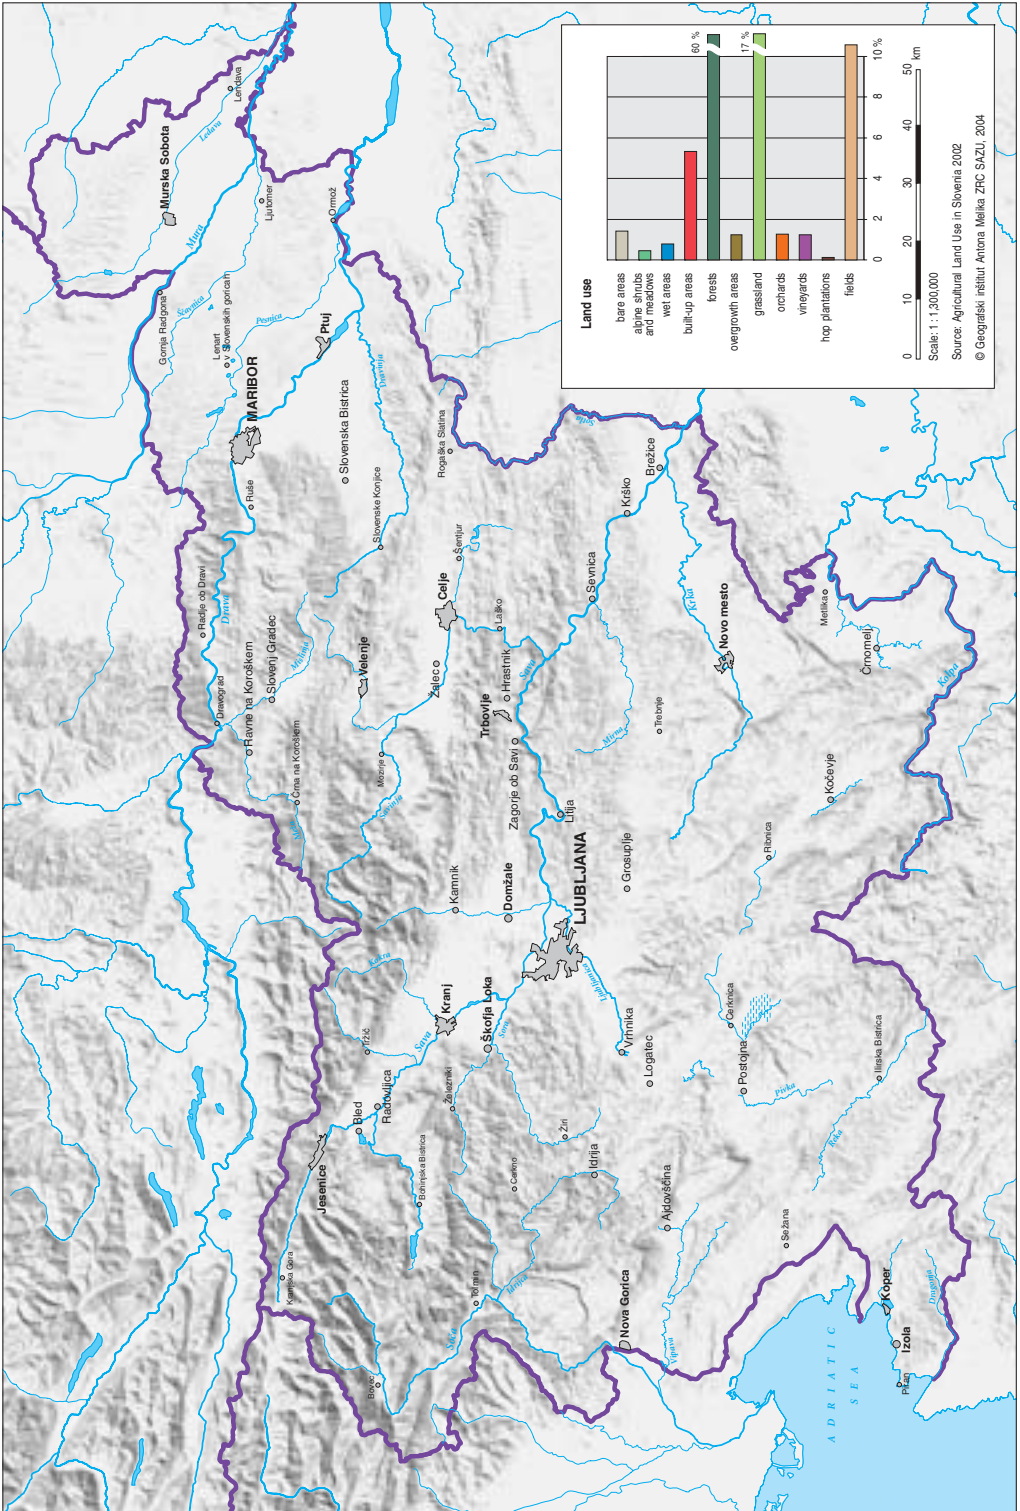 Kranjska Gora
Jesenice
Bled
Radovljica
Tržič
Kokra
Kranj
Sava
Bovec
Soča
Tolmin
Bohinjska Bistrica
Železniki
Škofja Loka
Sora
Cerkno
Žiri
Idrija
Idrijca
Nova Gorica
Ajdovščina
Vipava
Sežana
ADRIATIC
SEA
Koper
Izola
Piran
Dragonja
Ilirska Bistrica
Reka
Pivka
Postojna
Cerknica
Logatec
Vrhnika
Ljubljanica
LJUBLJANA
Domžale
Kamnik
Grosuplje
Ribnica
Kočevje
Litija
Zagorje ob Savi
Trbovlje
Hrastnik
Sava
Laško
Celje
Šentjur
Žalec
Velenje
Mozirje
Savinja
Črna na Koroškem
Ravne na Koroškem
Slovenj Gradec
Mislinja
Dravograd
Radlje ob Dravi
Drava
Ruše
MARIBOR
Lenart
v Slovenskih goricah
Gornja Radgona
Ščavnica
Pesnica
Mura
Murska Sobota
Ledava
Lendava
Ljutomer
Ormož
Ptuj
Dravinja
Slovenska Bistrica
Slovenske Konjice
Rogaška Slatina
Sotla
Brežice
Krško
Sevnica
Mirna
Trebnje
Krka
Novo mesto
Metlika
Črnomelj
Kolpa
Land use
bare areas
alpine shrubs
and meadows
wet areas
built-up areas
forests
overgrowth areas
grassland
orchards
vineyards
hop plantations
fields
60 %
17 %
0
2
4
6
8
10 %
0
10
20
30
40
50
km
Scale: 1 : 1,300,000
Source: Agricultural Land Use in Slovenia 2002
© Geografski inštitut Antona Melika ZRC SAZU, 2004